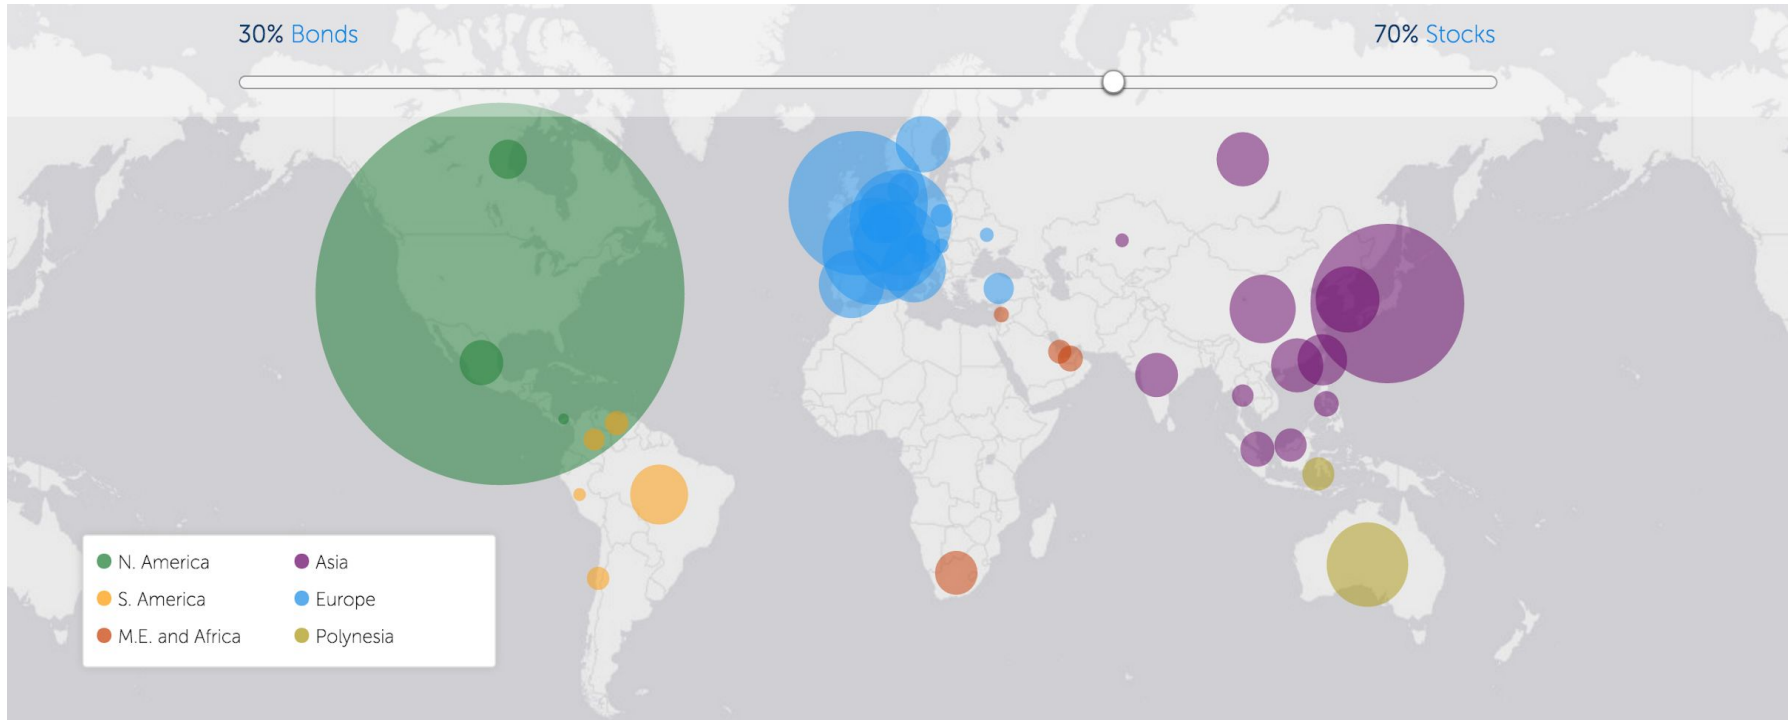 30% Bonds
70% Stocks
N. America
Asia
S. America
Europe
M.E. and Africa
Polynesia